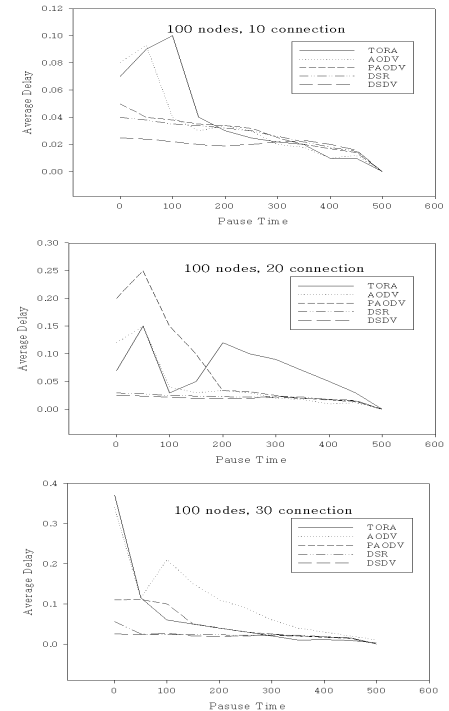 100 nodes, 10 connection
TORA
AODV
PAODV
DSR
DSDV
Average Delay
0.12
0.10
0.08
0.06
0.04
0.02
0.00
0 100 200 300 400 500 600
Pause Time
100 nodes, 20 connection
TORA
AODV
PAODV
DSR
DSDV
Average Delay
0.30
0.25
0.20
0.15
0.10
0.05
0.00
0 100 200 300 400 500 600
Pause Time
100 nodes, 30 connection
TORA
AODV
PAODV
DSR
DSDV
Average Delay
0.4
0.3
0.2
0.1
0.0
0 100 200 300 400 500 600
Pause Time